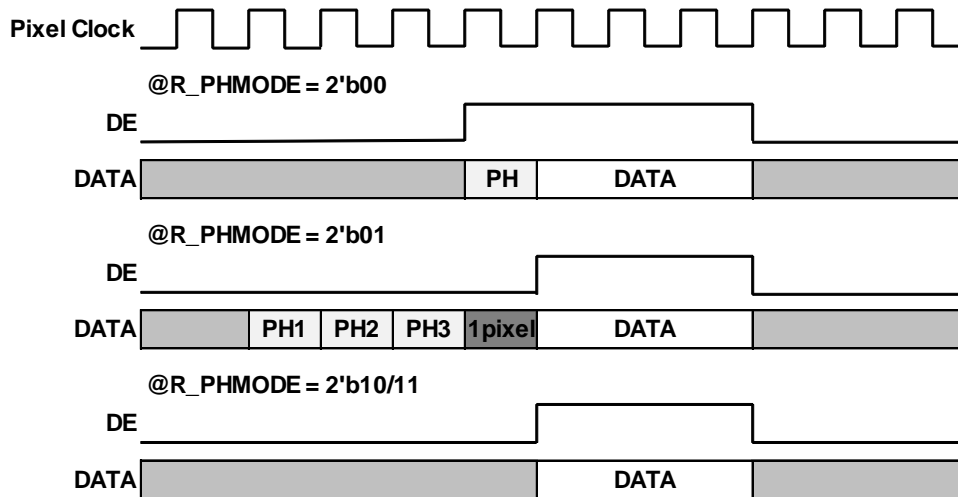 Pixel Clock
@R_PHMODE = 2'b00
DE
DATA PH DATA
@R_PHMODE = 2'b01
DE
DATA PH1 PH2 PH3 1pixel DATA
@R_PHMODE = 2'b10/11
DE
DATA DATA